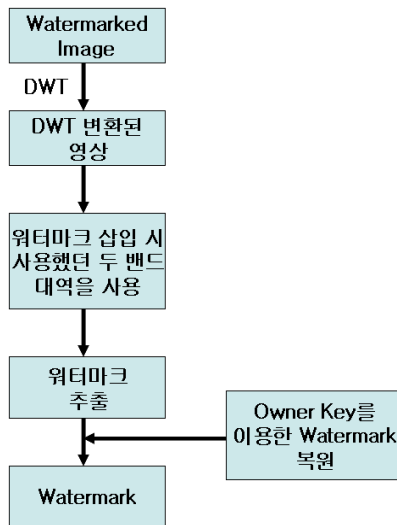 Watermarked
Image
DWT
DWT 변환된
영상
워터마크 삽입 시
사용했던 두 밴드
대역을 사용
워터마크
추출
Owner Key를
이용한 Watermark
복원
Watermark